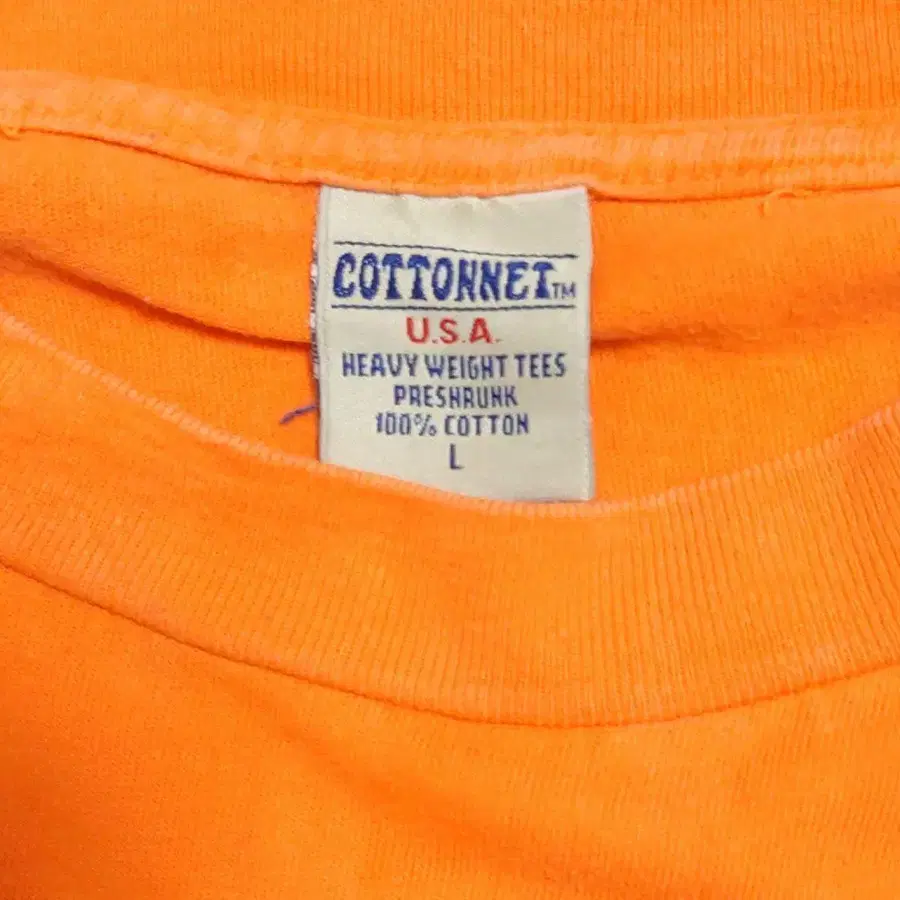 COTTONNET™
U.S.A.
HEAVY WEIGHT TEES
PRESHRUNK
100% COTTON
L